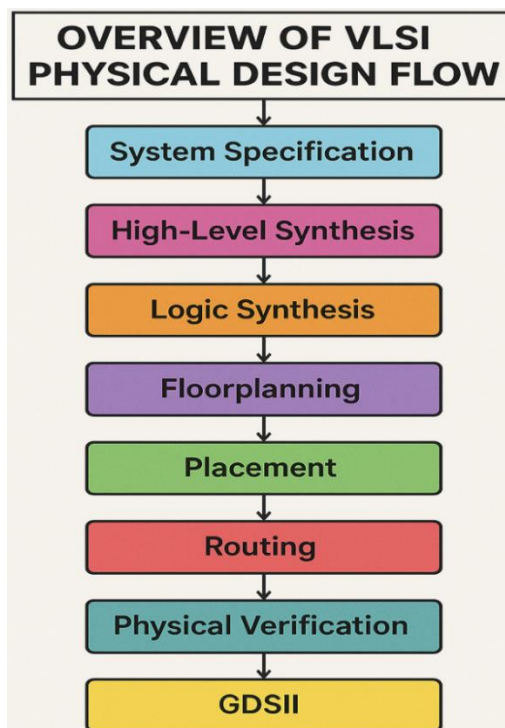 OVERVIEW OF VLSI
PHYSICAL DESIGN FLOW
System Specification
High-Level Synthesis
Logic Synthesis
Floorplanning
Placement
Routing
Physical Verification
GDSII